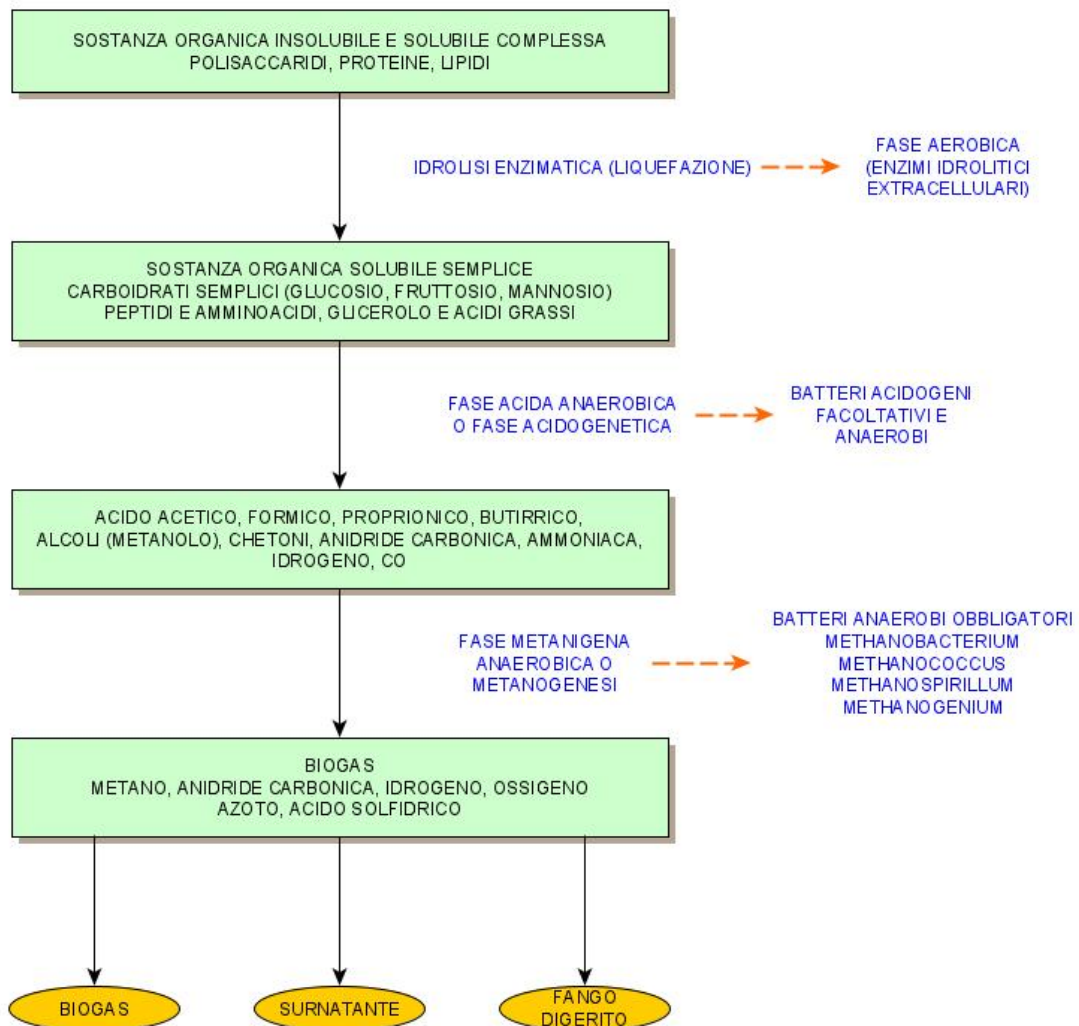 SOSTANZA ORGANICA INSOLUBILE E SOLUBILE COMPLESSA
POLISACCARIDI, PROTEINE, LIPIDI
IDROLISI ENZIMATICA (LIQUEFAZIONE)
FASE AEROBICA
(ENZIMI IDROLITICI
EXTRACELLULARI)
SOSTANZA ORGANICA SOLUBILE SEMPLICE
CARBOIDRATI SEMPLICI (GLUCOSIO, FRUTTOSIO, MANNOSIO)
PEPTIDI E AMMINOACIDI, GLICEROLO E ACIDI GRASSI
FASE ACIDA ANAEROBICA
O FASE ACIDOGENETICA
BATTERI ACIDOGENI
FACOLTATIVI E
ANAEROBI
ACIDO ACETICO, FORMICO, PROPRIONICO, BUTIRRICO,
ALCOLI (METANOLO), CHETONI, ANIDRIDE CARBONICA, AMMONIACA,
IDROGENO, CO
FASE METANIGENA
ANAEROBICA O
METANOGENESI
BATTERI ANAEROBI OBBLIGATORI
METHANOBACTERIUM
METHANOCOCCUS
METHANOSPIRILLUM
METHANOGENIUM
BIOGAS
METANO, ANIDRIDE CARBONICA, IDROGENO, OSSIGENO
AZOTO, ACIDO SOLFIDRICO
BIOGAS
SURNATANTE
FANGO
DIGERITO